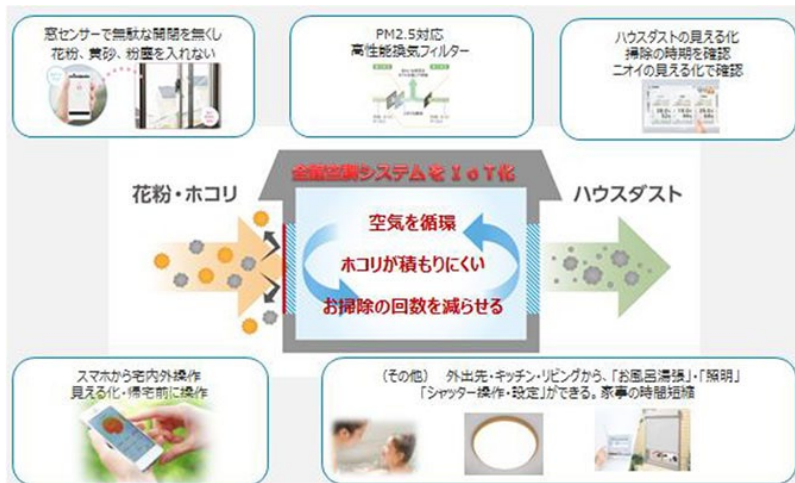 窓センサーで無駄な開閉を無くし
花粉、黄砂、粉塵を入れない
PM2.5対応
高性能換気フィルター
ハウスダストの見える化
掃除の時期を確認
ニオイの見える化で確認
全館空調システムをIoT化
花粉・ホコリ
空気を循環
ホコリが積もりにくい
お掃除の回数を減らせる
ハウスダスト
スマホから宅内外操作
見える化・帰宅前に操作
(その他) 外出先・キッチン・リビングから、「お風呂湯張」・「照明」
「シャッター操作・設定」ができる。家事の時間短縮